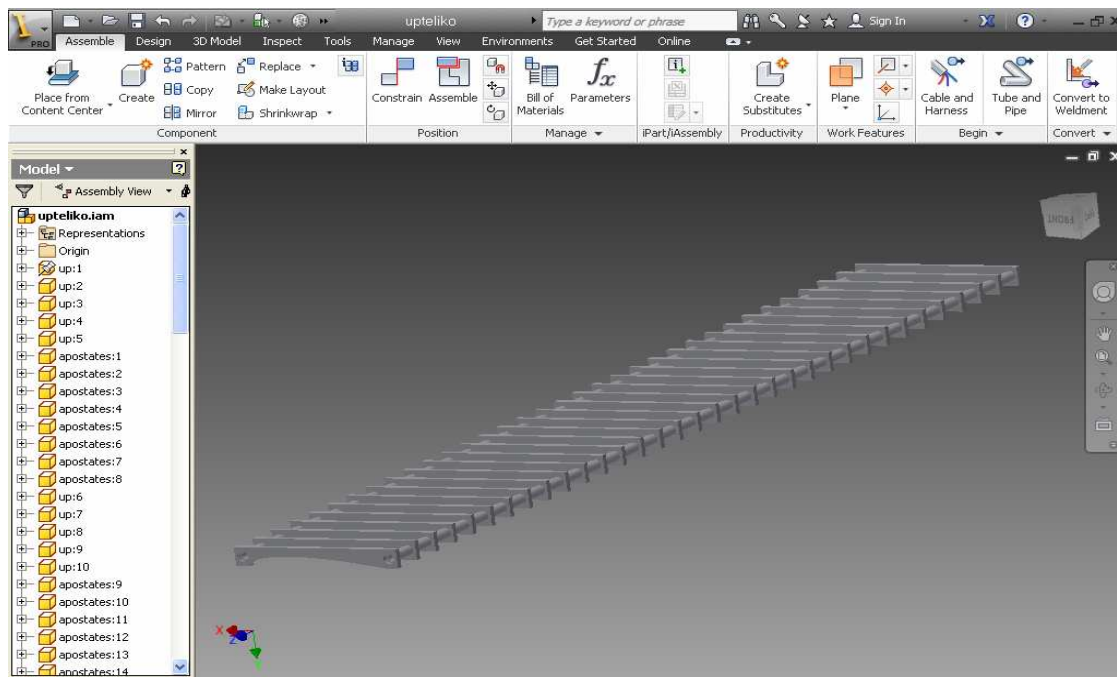 PRO
upteliko
Type a keyword or phrase
Sign In
Assemble Design 3D Model Inspect Tools Manage View Environments Get Started Online
Place from Content Center
Create
Pattern
Copy
Mirror
Replace
Make Layout
Shrinkwrap
Constrain
Assemble
Bill of Materials
Parameters
Create Substitutes
Plane
Cable and Harness
Tube and Pipe
Convert to Weldment
Component Position Manage iPart/iAssembly Productivity Work Features Begin Convert
Model
Assembly View
upteliko.iam
Representations
Origin
up:1
up:2
up:3
up:4
up:5
apostates:1
apostates:2
apostates:3
apostates:4
apostates:5
apostates:6
apostates:7
apostates:8
up:6
up:7
up:8
up:9
up:10
apostates:9
apostates:10
apostates:11
apostates:12
apostates:13
apostates:14
FRONT
X
Z
Y